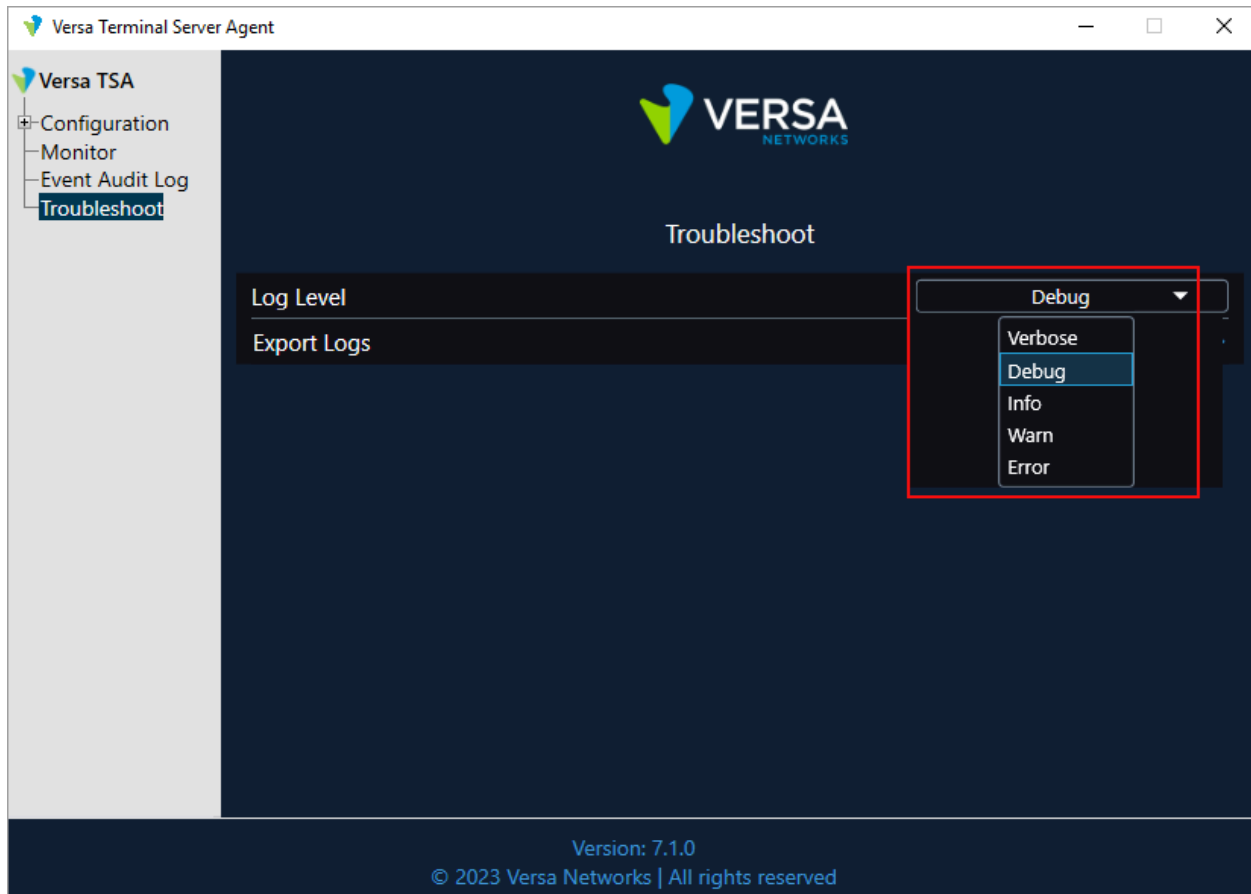 Versa Terminal Server Agent
Versa TSA
Configuration
Monitor
Event Audit Log
Troubleshoot
VERSA
NETWORKS
Troubleshoot
Log Level
Debug
Export Logs
Verbose
Debug
Info
Warn
Error
Version: 7.1.0
© 2023 Versa Networks | All rights reserved